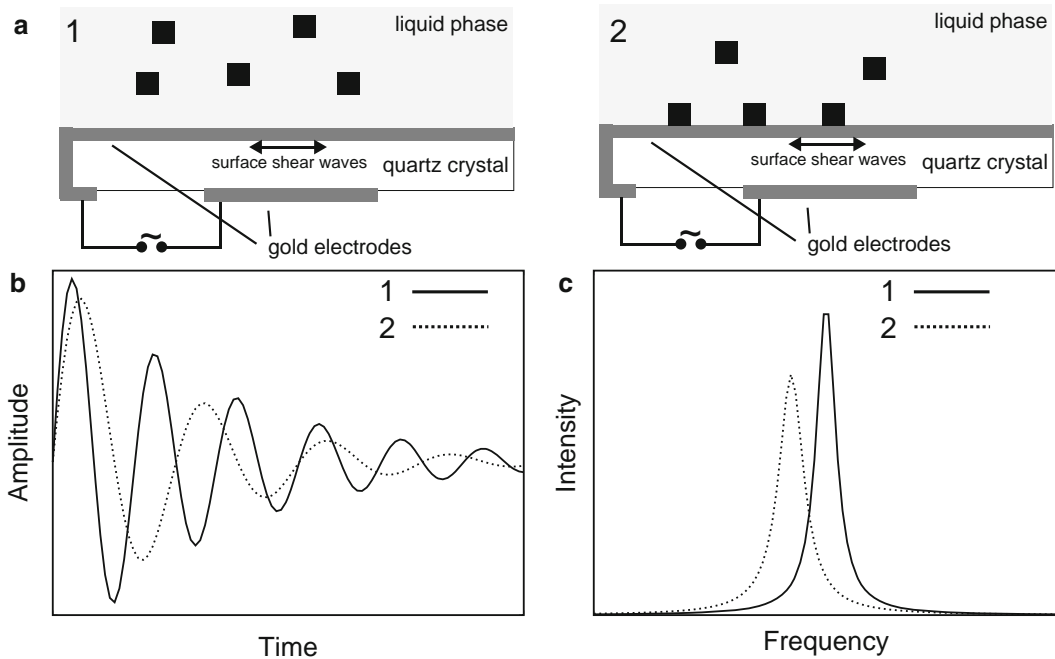 a
1
liquid phase
surface shear waves
quartz crystal
~
gold electrodes
2
liquid phase
surface shear waves
quartz crystal
~
gold electrodes
b
1
2
Amplitude
Time
c
1
2
Intensity
Frequency